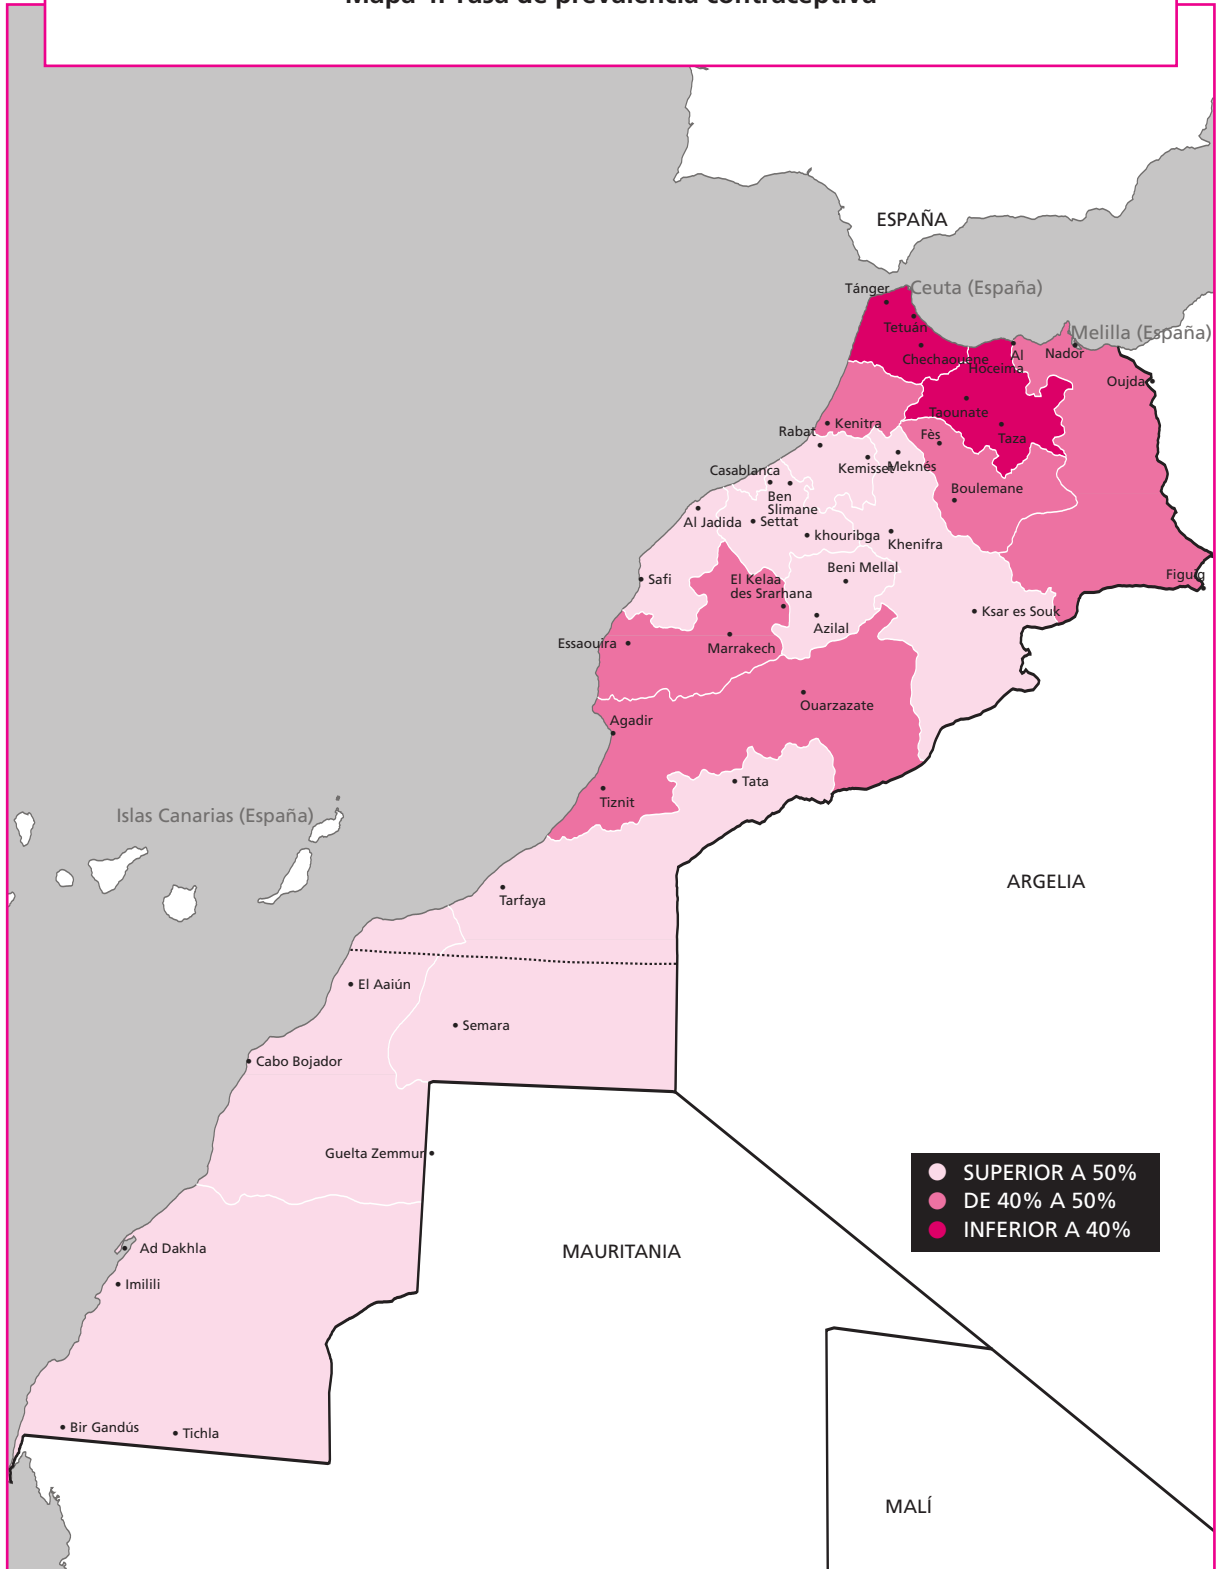 Mapa 4. Tasa de prevalencia contraceptiva
ESPAÑA
Tánger
Ceuta (España)
Tetuán
Melilla (España)
Chechaouene
Al
Hoceima
Nador
Oujda
Taounate
Kenitra
Rabat
Fès
Taza
Casablanca
Kemisset
Meknés
Boulemane
Ben
Slimane
Al Jadida
Settat
khouribga
Khenifra
Beni Mellal
Figuig
Safi
El Kelaa
des Srarhana
Ksar es Souk
Azilal
Essaouira
Marrakech
Ouarzazate
Agadir
Tata
Tiznit
Islas Canarias (España)
ARGELIA
Tarfaya
El Aaiún
Semara
Cabo Bojador
Guelta Zemmur
SUPERIOR A 50%
DE 40% A 50%
INFERIOR A 40%
Ad Dakhla
MAURITANIA
Imilili
Bir Gandús
Tichla
MALÍ